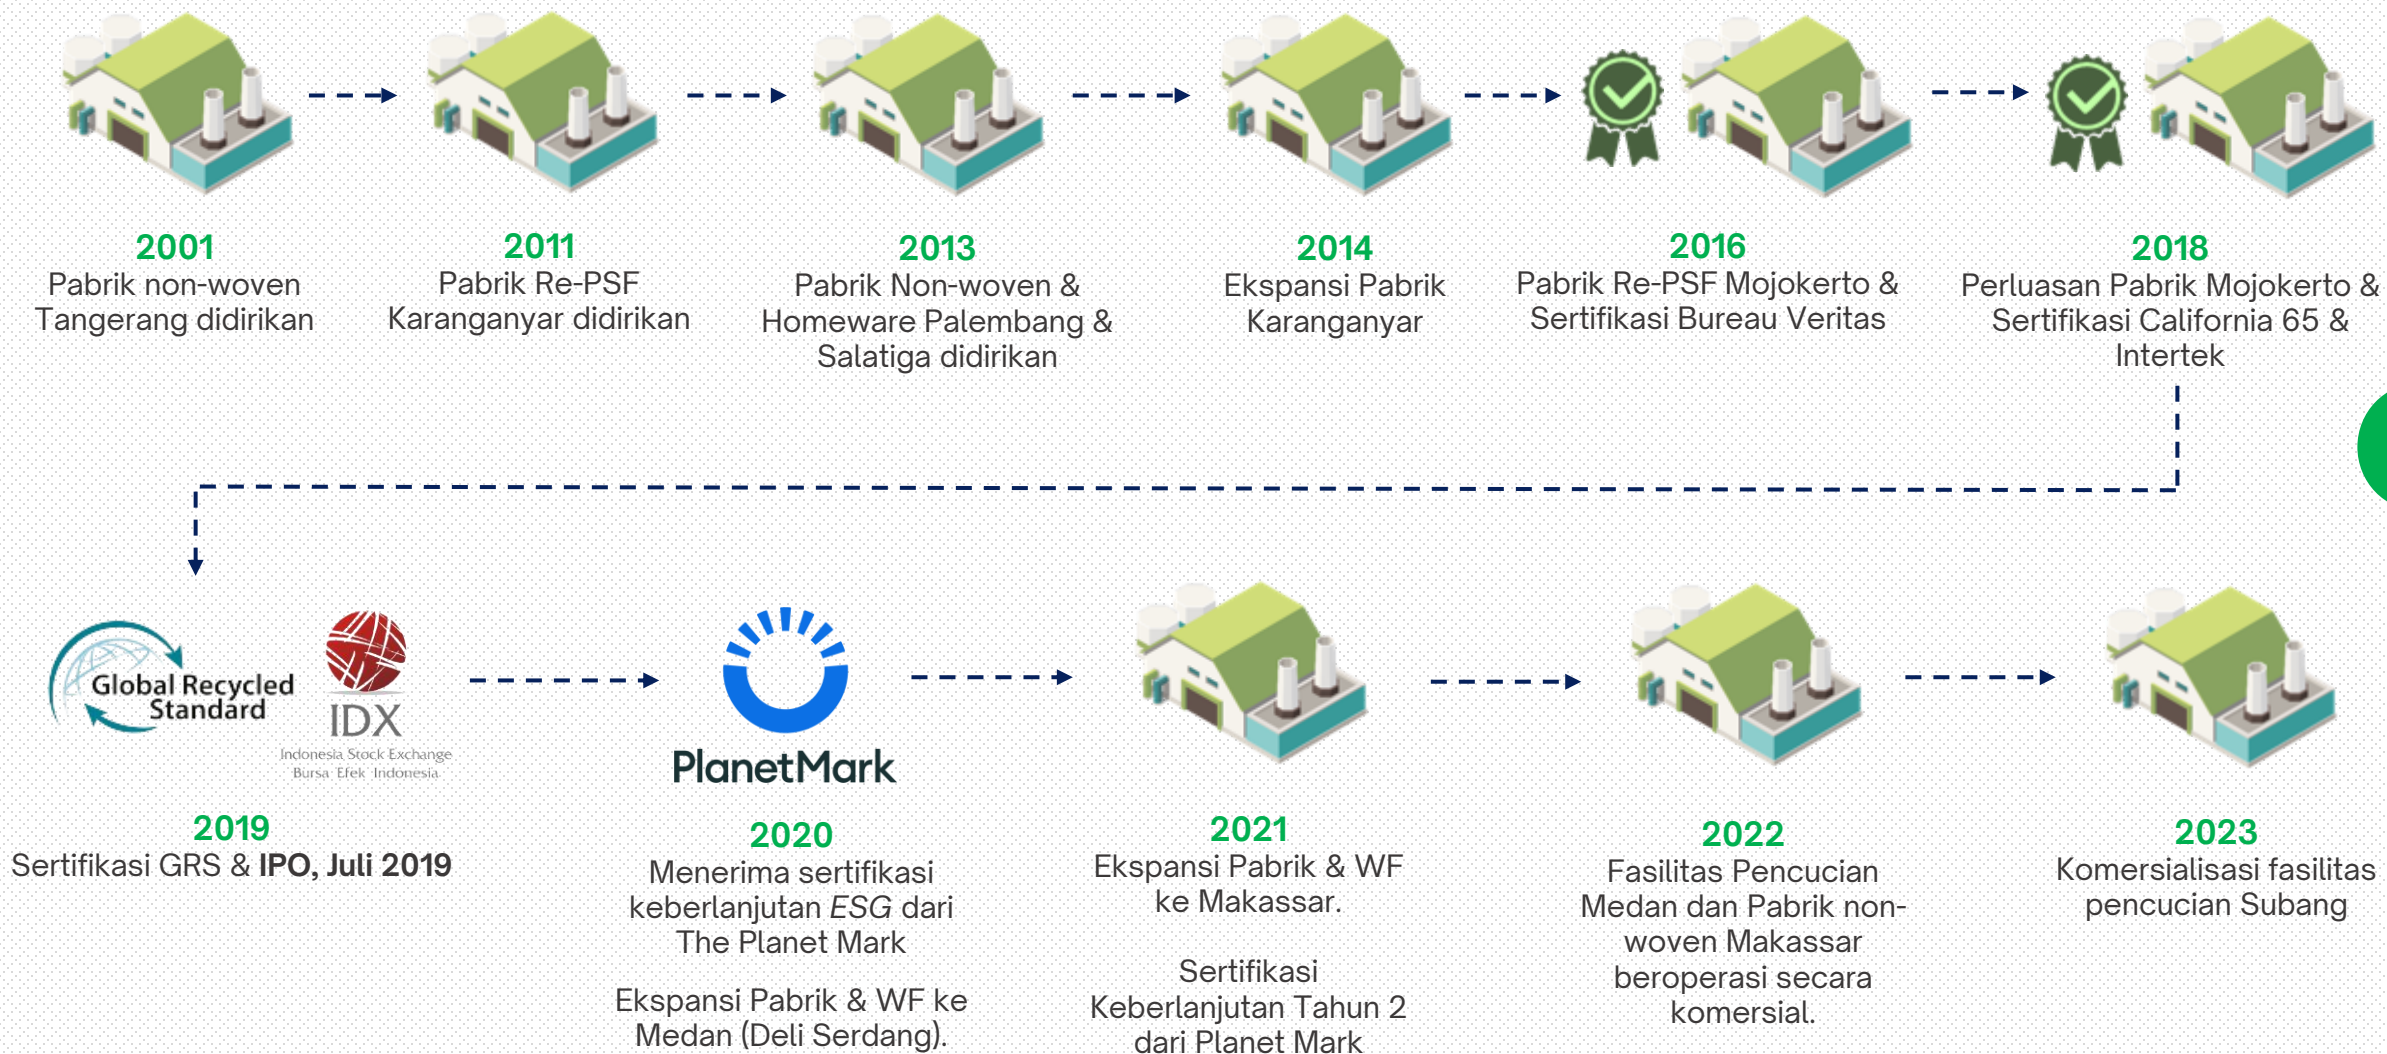 2001
Pabrik non-woven
Tangerang didirikan
2011
Pabrik Re-PSF
Karanganyar didirikan
2013
Pabrik Non-woven &
Homeware Palembang &
Salatiga didirikan
2014
Ekspansi Pabrik
Karanganyar
2016
Pabrik Re-PSF Mojokerto &
Sertifikasi Bureau Veritas
2018
Perluasan Pabrik Mojokerto &
Sertifikasi California 65 &
Intertek
Global Recycled
Standard
IDX
Indonesia Stock Exchange
Bursa Efek Indonesia
2019
Sertifikasi GRS & IPO, Juli 2019
PlanetMark
2020
Menerima sertifikasi
keberlanjutan ESG dari
The Planet Mark
Ekspansi Pabrik & WF ke
Medan (Deli Serdang).
2021
Ekspansi Pabrik & WF
ke Makassar.
Sertifikasi
Keberlanjutan Tahun 2
dari Planet Mark
2022
Fasilitas Pencucian
Medan dan Pabrik non-
woven Makassar
beroperasi secara
komersial.
2023
Komersialisasi fasilitas
pencucian Subang